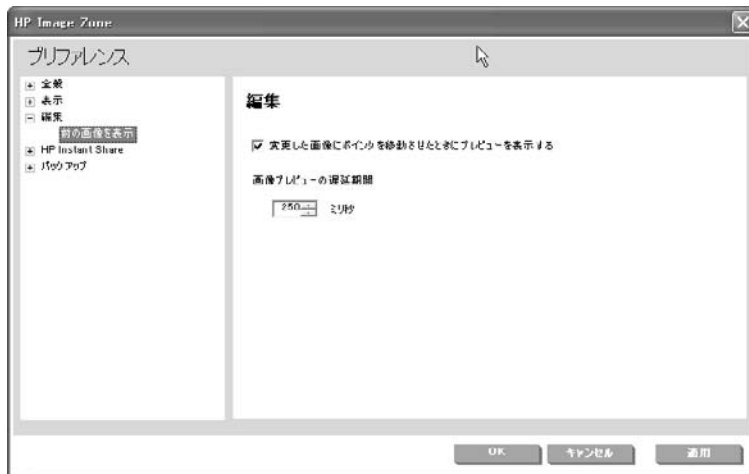 HP Image Zone
プリファレンス
全般
表示
編集
前の画像を表示
HP Instant Share
バックアップ
編集
変更した画像にポインタを移動させたときにプレビューを表示する
画像プレビューの遅延期間
250
ミリ秒
OK
キャンセル
適用